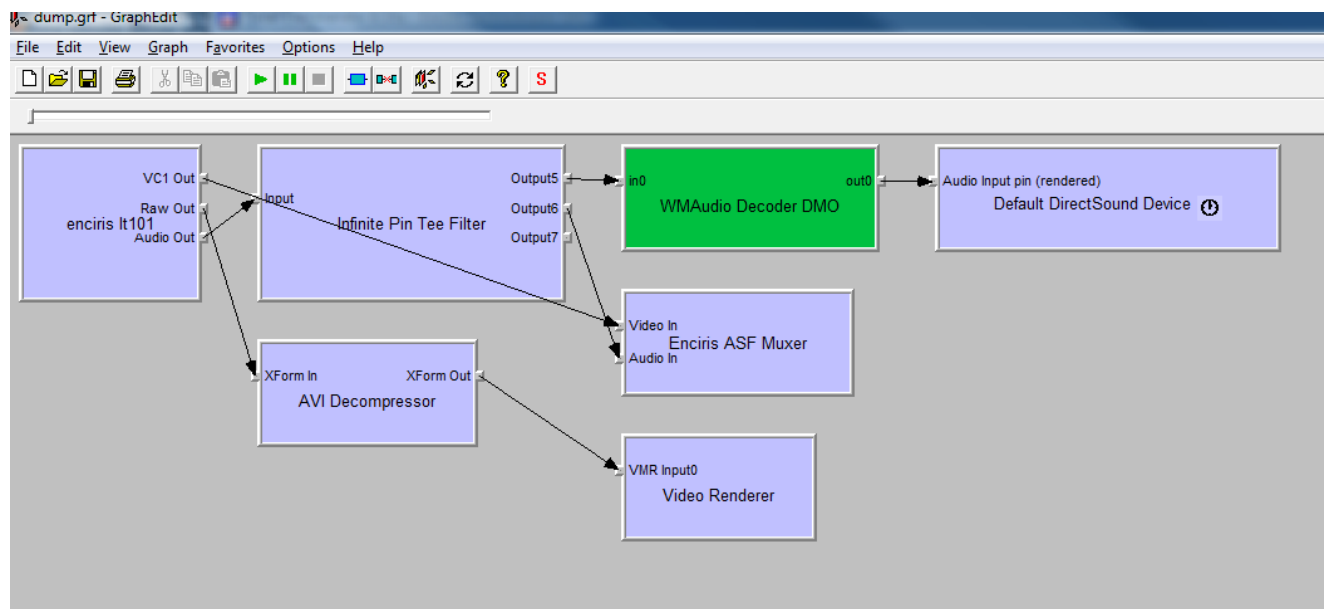 dump.grf - GraphEdit
File Edit View Graph Favorites Options Help
S
VC1 Out
Raw Out
enciris lt101
Audio Out
Input
Infinite Pin Tee Filter
Output5
Output6
Output7
in0
out0
WMAudio Decoder DMO
Audio Input pin (rendered)
Default DirectSound Device
Video In
Enciris ASF Muxer
Audio In
XForm In
XForm Out
AVI Decompressor
VMR Input0
Video Renderer